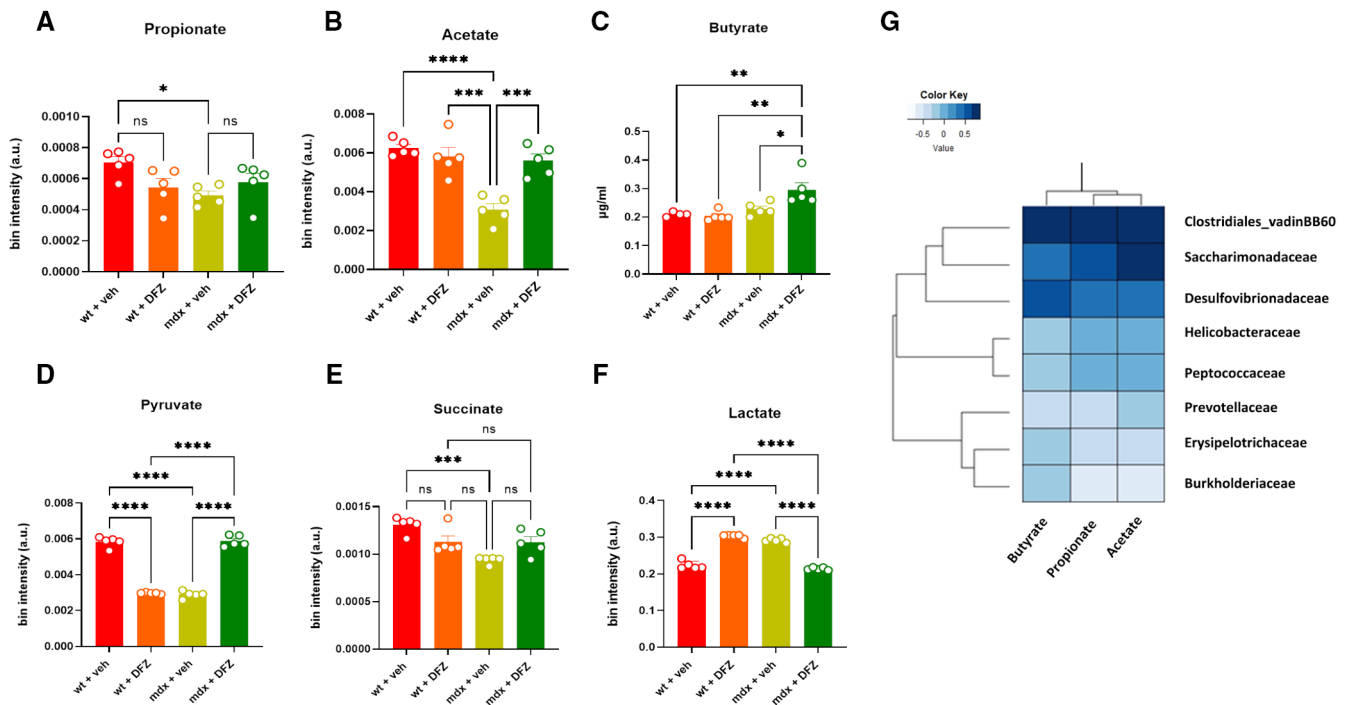 A
Propionate
*
ns
ns
bin intensity (a.u.)
0.0010
0.0008
0.0006
0.0004
0.0002
0.0000
wt + veh
wt + DFZ
mdx + veh
mdx + DFZ
B
Acetate
****
***
***
bin intensity (a.u.)
0.008
0.006
0.004
0.002
0.000
wt + veh
wt + DFZ
mdx + veh
mdx + DFZ
C
Butyrate
**
**
*
µg/ml
0.5
0.4
0.3
0.2
0.1
0.0
wt + veh
wt + DFZ
mdx + veh
mdx + DFZ
D
Pyruvate
****
****
****
****
bin intensity (a.u.)
0.008
0.006
0.004
0.002
0.000
wt + veh
wt + DFZ
mdx + veh
mdx + DFZ
E
Succinate
ns
***
ns
ns
ns
bin intensity (a.u.)
0.0015
0.0010
0.0005
0.0000
wt + veh
wt + DFZ
mdx + veh
mdx + DFZ
F
Lactate
****
****
****
****
bin intensity (a.u.)
0.4
0.3
0.2
0.1
0.0
wt + veh
wt + DFZ
mdx + veh
mdx + DFZ
G
Color Key
-0.5 0 0.5
Value
Clostridiales_vadinBB60
Saccharimonadaceae
Desulfovibrionadaceae
Helicobacteraceae
Peptococcaceae
Prevotellaceae
Erysipelotrichaceae
Burkholderiaceae
Butyrate
Propionate
Acetate